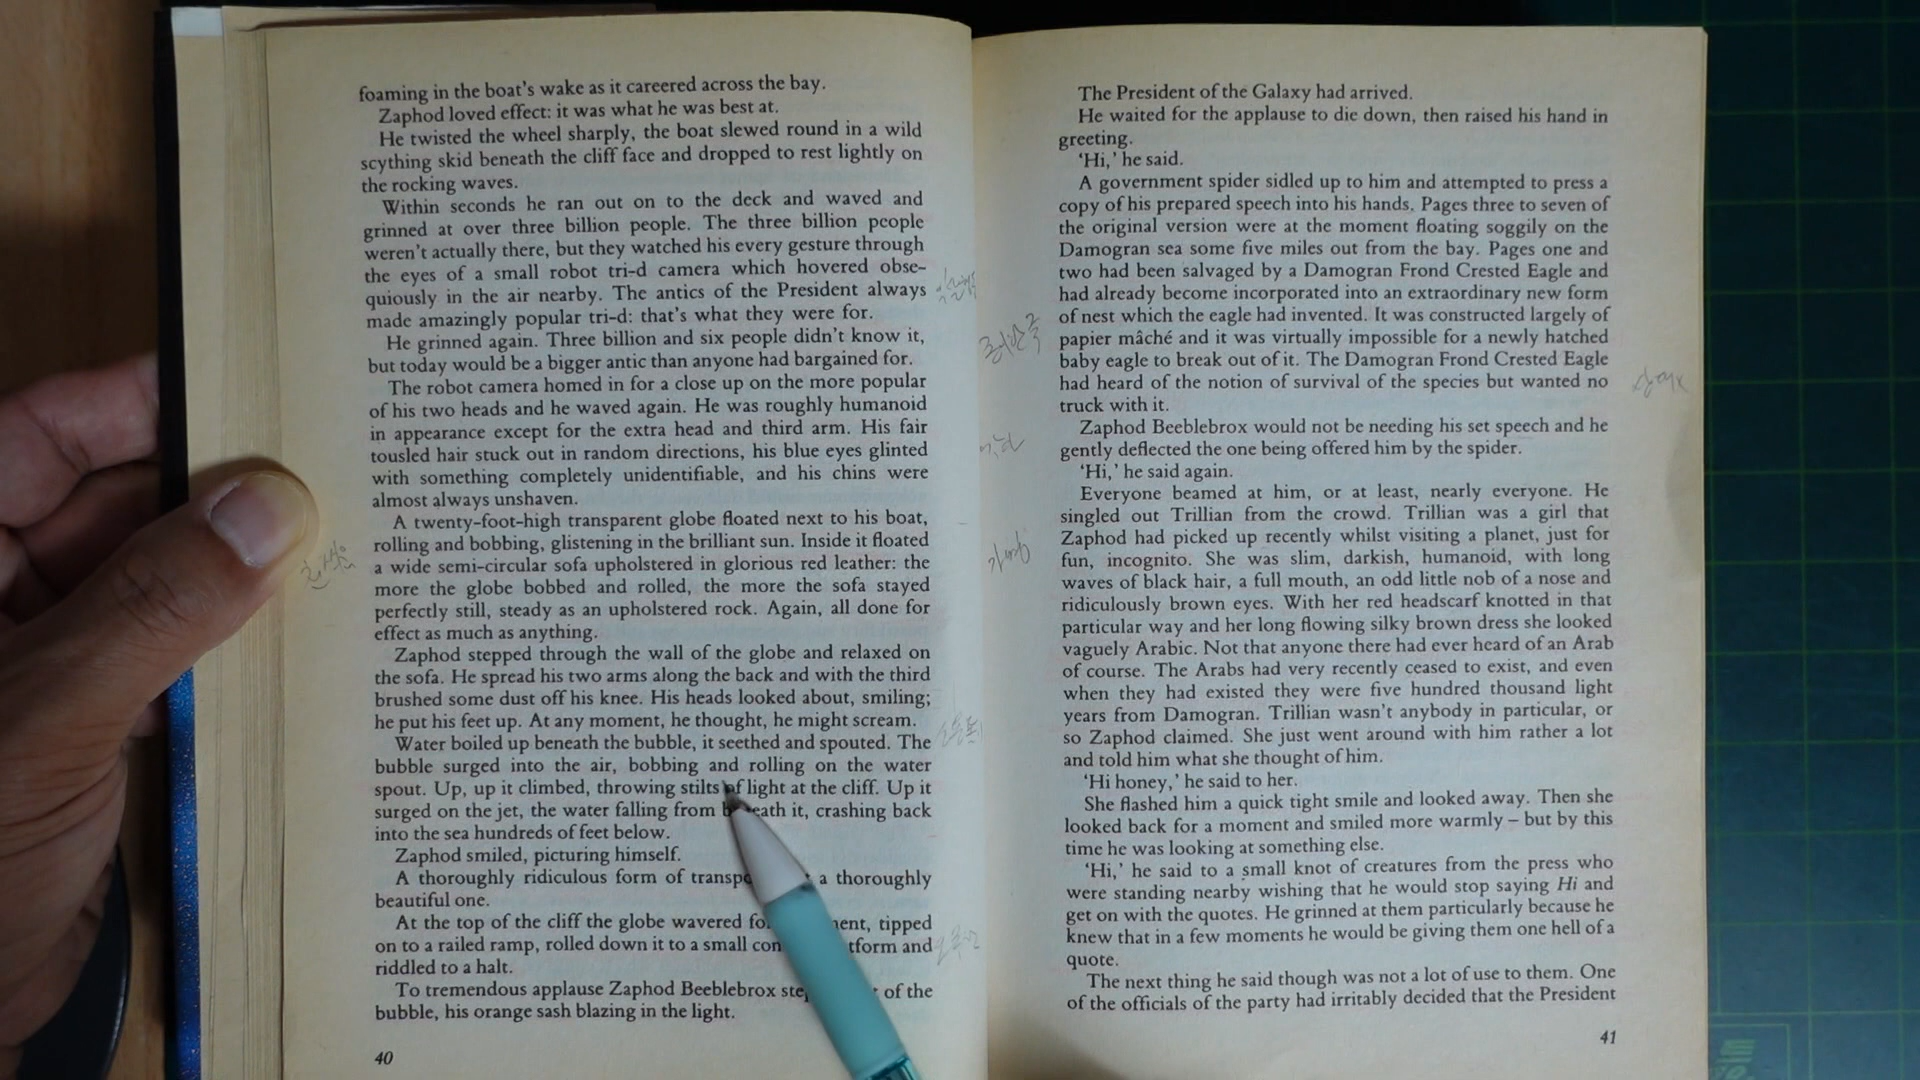 foaming in the boat's wake as it careered across the bay.
Zaphod loved effect: it was what he was best at.
He twisted the wheel sharply, the boat slewed round in a wild
scything skid beneath the cliff face and dropped to rest lightly on
the rocking waves.
Within seconds he ran out on to the deck and waved and
grinned at over three billion people. The three billion people
weren't actually there, but they watched his every gesture through
the eyes of a small robot tri-d camera which hovered obse-
quiously in the air nearby. The antics of the President always
made amazingly popular tri-d: that's what they were for.
He grinned again. Three billion and six people didn't know it,
but today would be a bigger antic than anyone had bargained for.
The robot camera homed in for a close up on the more popular
of his two heads and he waved again. He was roughly humanoid
in appearance except for the extra head and third arm. His fair
tousled hair stuck out in random directions, his blue eyes glinted
with something completely unidentifiable, and his chins were
almost always unshaven.
A twenty-foot-high transparent globe floated next to his boat,
rolling and bobbing, glistening in the brilliant sun. Inside it floated
a wide semi-circular sofa upholstered in glorious red leather: the
more the globe bobbed and rolled, the more the sofa stayed
perfectly still, steady as an upholstered rock. Again, all done for
effect as much as anything.
Zaphod stepped through the wall of the globe and relaxed on
the sofa. He spread his two arms along the back and with the third
brushed some dust off his knee. His heads looked about, smiling;
he put his feet up. At any moment, he thought, he might scream.
Water boiled up beneath the bubble, it seethed and spouted. The
bubble surged into the air, bobbing and rolling on the water
spout. Up, up it climbed, throwing stilts of light at the cliff. Up it
surged on the jet, the water falling from beneath it, crashing back
into the sea hundreds of feet below.
Zaphod smiled, picturing himself.
A thoroughly ridiculous form of a thoroughly
beautiful one.
At the top of the cliff the globe wavered tipped
on to a railed ramp, rolled down it to a small and
riddled to a halt.
To tremendous applause Zaphod Beeblebrox of the
bubble, his orange sash blazing in the light.
40
The President of the Galaxy had arrived.
He waited for the applause to die down, then raised his hand in
greeting.
'Hi,' he said.
A government spider sidled up to him and attempted to press a
copy of his prepared speech into his hands. Pages three to seven of
the original version were at the moment floating soggily on the
Damogran sea some five miles out from the bay. Pages one and
two had been salvaged by a Damogran Frond Crested Eagle and
had already become incorporated into an extraordinary new form
of nest which the eagle had invented. It was constructed largely of
papier mâché and it was virtually impossible for a newly hatched
baby eagle to break out of it. The Damogran Frond Crested Eagle
had heard of the notion of survival of the species but wanted no
truck with it.
Zaphod Beeblebrox would not be needing his set speech and he
gently deflected the one being offered him by the spider.
'Hi,' he said again.
Everyone beamed at him, or at least, nearly everyone. He
singled out Trillian from the crowd. Trillian was a girl that
Zaphod had picked up recently whilst visiting a planet, just for
fun, incognito. She was slim, darkish, humanoid, with long
waves of black hair, a full mouth, an odd little nob of a nose and
ridiculously brown eyes. With her red headscarf knotted in that
particular way and her long flowing silky brown dress she looked
vaguely Arabic. Not that anyone there had ever heard of an Arab
of course. The Arabs had very recently ceased to exist, and even
when they had existed they were five hundred thousand light
years from Damogran. Trillian wasn't anybody in particular, or
so Zaphod claimed. She just went around with him rather a lot
and told him what she thought of him.
'Hi honey,' he said to her.
She flashed him a quick tight smile and looked away. Then she
looked back for a moment and smiled more warmly – but by this
time he was looking at something else.
'Hi,' he said to a small knot of creatures from the press who
were standing nearby wishing that he would stop saying Hi and
get on with the quotes. He grinned at them particularly because he
knew that in a few moments he would be giving them one hell of a
quote.
The next thing he said though was not a lot of use to them. One
of the officials of the party had irritably decided that the President
41